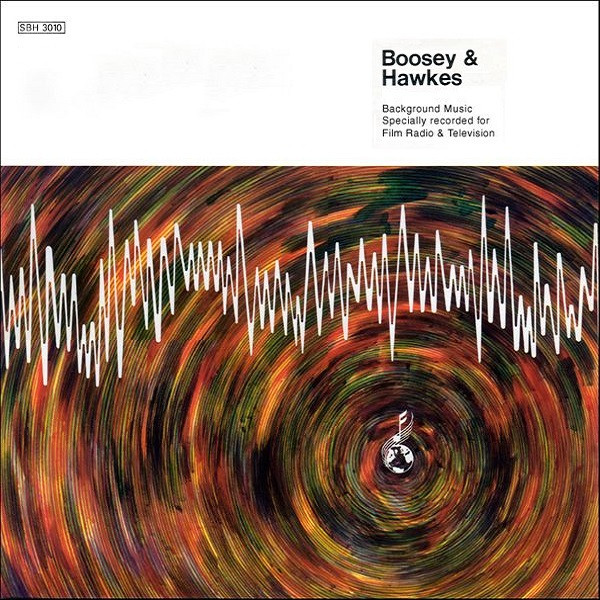 SBH 3010
Boosey &
Hawkes
Background Music
Specially recorded for
Film Radio & Television